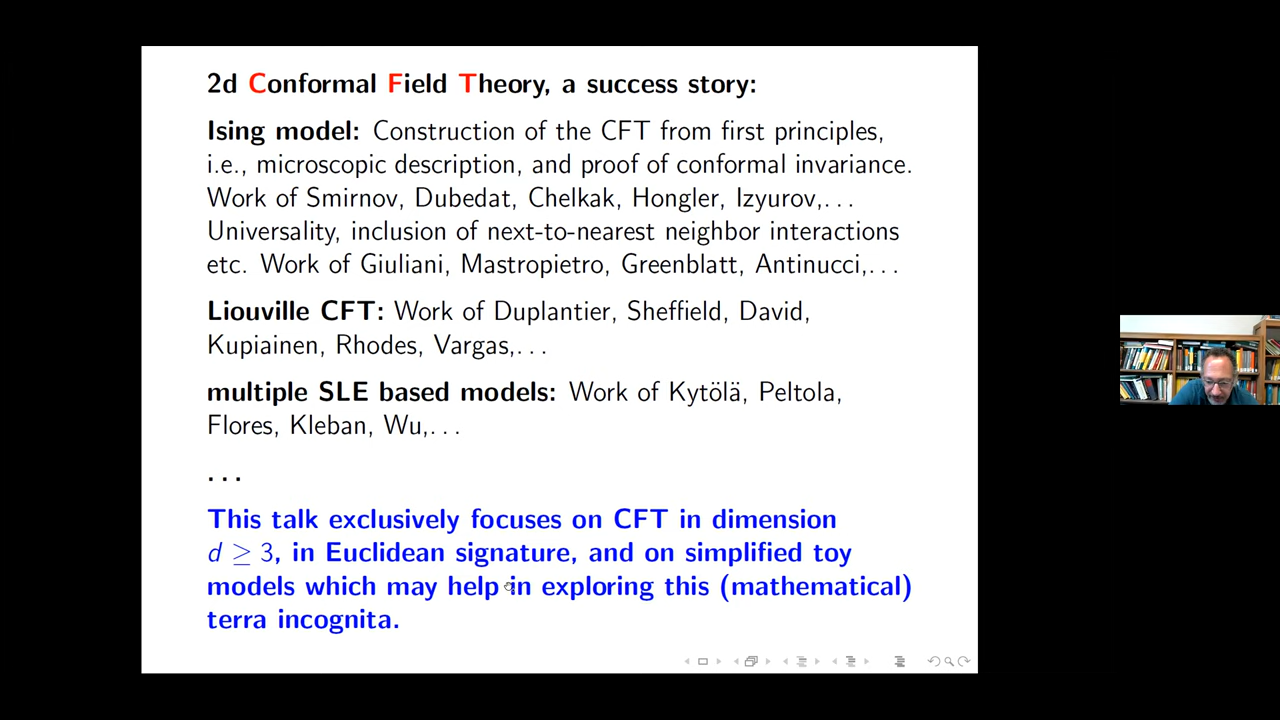 2d Conformal Field Theory, a success story:
Ising model: Construction of the CFT from first principles,
i.e., microscopic description, and proof of conformal invariance.
Work of Smirnov, Dubedat, Chelkak, Hongler, Izyurov,...
Universality, inclusion of next-to-nearest neighbor interactions
etc. Work of Giuliani, Mastropietro, Greenblatt, Antinucci,...
Liouville CFT: Work of Duplantier, Sheffield, David,
Kupiainen, Rhodes, Vargas,...
multiple SLE based models: Work of Kytölä, Peltola,
Flores, Kleban, Wu,...
...
This talk exclusively focuses on CFT in dimension
d ≥ 3, in Euclidean signature, and on simplified toy
models which may help in exploring this (mathematical)
terra incognita.